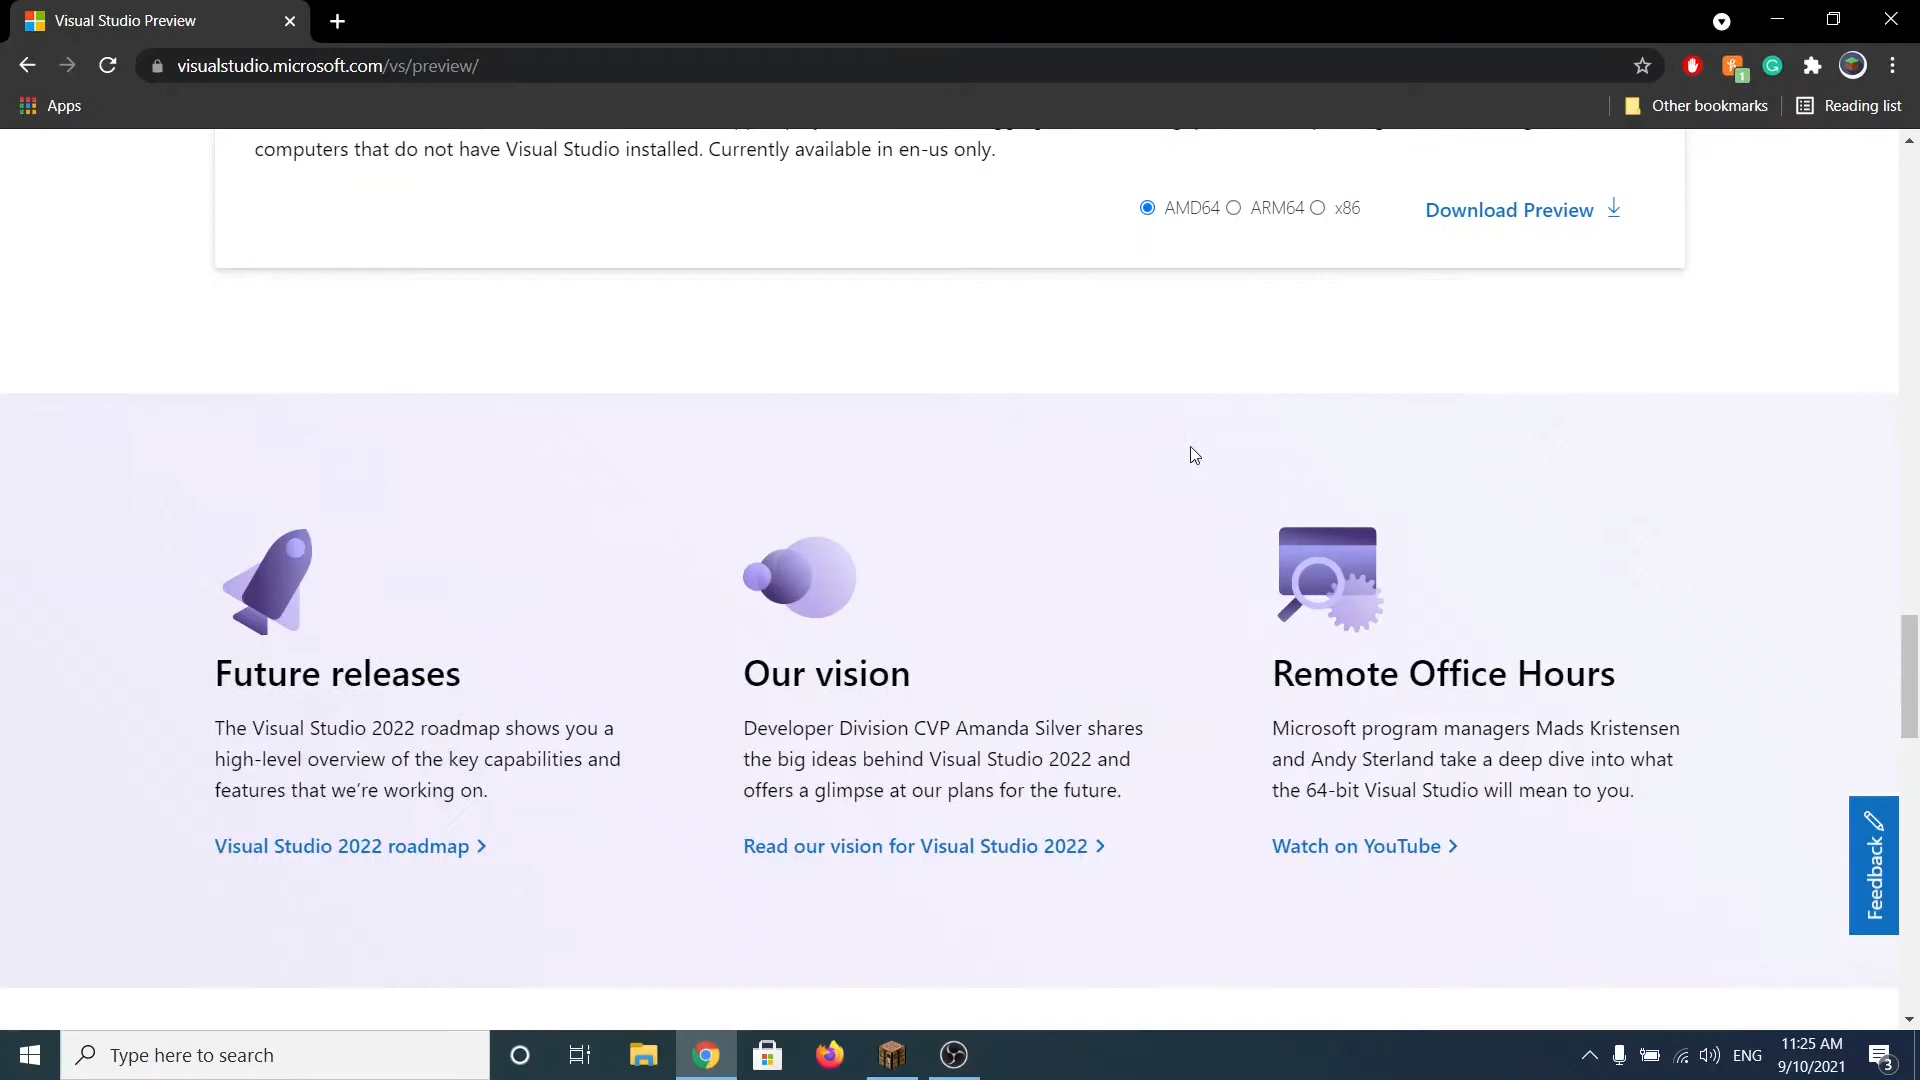 Visual Studio Preview
visualstudio.microsoft.com/vs/preview/
1
Apps
Other bookmarks
Reading list
computers that do not have Visual Studio installed. Currently available in en-us only.
AMD64 ARM64 x86
Download Preview
Future releases
The Visual Studio 2022 roadmap shows you a
high-level overview of the key capabilities and
features that we're working on.
Visual Studio 2022 roadmap
Our vision
Developer Division CVP Amanda Silver shares
the big ideas behind Visual Studio 2022 and
offers a glimpse at our plans for the future.
Read our vision for Visual Studio 2022
Remote Office Hours
Microsoft program managers Mads Kristensen
and Andy Sterland take a deep dive into what
the 64-bit Visual Studio will mean to you.
Watch on YouTube
Feedback
Type here to search
ENG
11:25 AM
9/10/2021
3